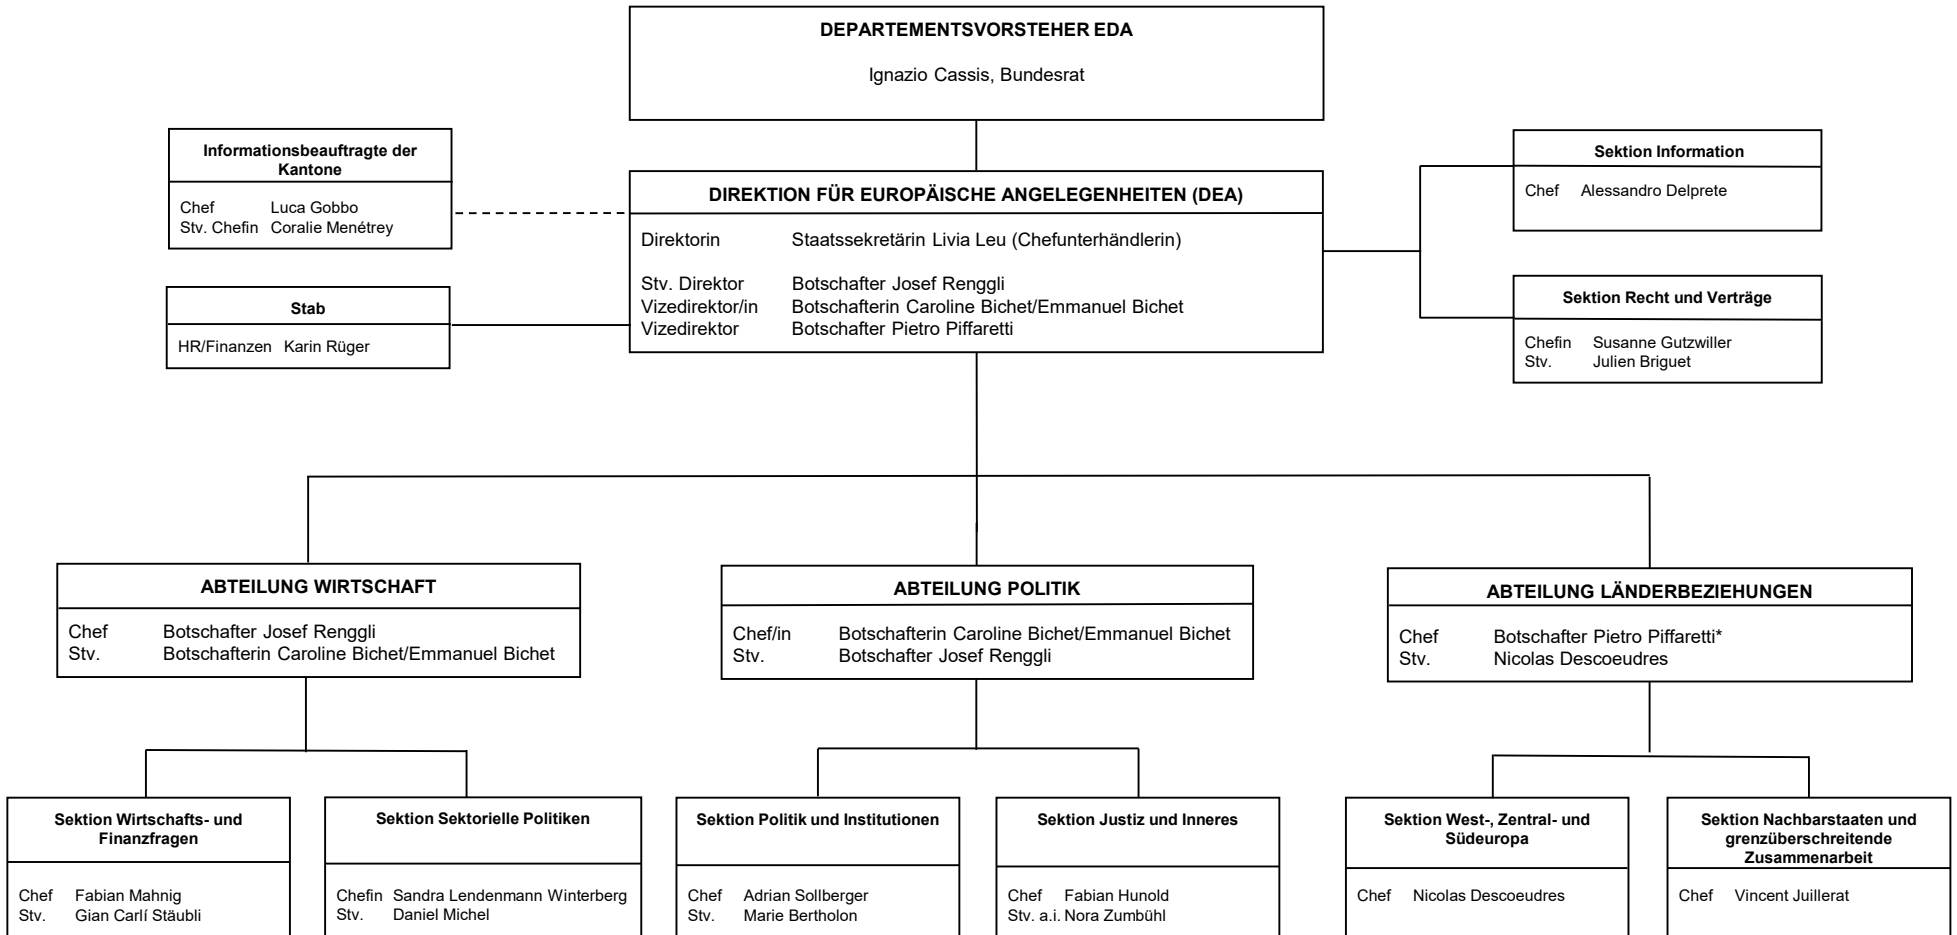 DEPARTEMENTSVORSTEHER EDA
Ignazio Cassis, Bundesrat
Informationsbeauftragte der
Kantone
Chef Luca Gobbo
Stv. Chefin Coralie Menétrey
Stab
HR/Finanzen Karin Rüger
DIREKTION FÜR EUROPÄISCHE ANGELEGENHEITEN (DEA)
Direktorin Staatssekretärin Livia Leu (Chefunterhändlerin)
Stv. Direktor Botschafter Josef Renggli
Vizedirektor/in Botschafterin Caroline Bichet/Emmanuel Bichet
Vizedirektor Botschafter Pietro Piffaretti
Sektion Information
Chef Alessandro Delprete
Sektion Recht und Verträge
Chefin Susanne Gutzwiller
Stv. Julien Briguet
ABTEILUNG WIRTSCHAFT
Chef Botschafter Josef Renggli
Stv. Botschafterin Caroline Bichet/Emmanuel Bichet
ABTEILUNG POLITIK
Chef/in Botschafterin Caroline Bichet/Emmanuel Bichet
Stv. Botschafter Josef Renggli
ABTEILUNG LÄNDERBEZIEHUNGEN
Chef Botschafter Pietro Piffaretti*
Stv. Nicolas Descoeudres
Sektion Wirtschafts- und
Finanzfragen
Chef Fabian Mahnig
Stv. Gian Carlí Stäubli
Sektion Sektorielle Politiken
Chefin Sandra Lendenmann Winterberg
Stv. Daniel Michel
Sektion Politik und Institutionen
Chef Adrian Sollberger
Stv. Marie Bertholon
Sektion Justiz und Inneres
Chef Fabian Hunold
Stv. a.i. Nora Zumbühl
Sektion West-, Zentral- und
Südeuropa
Chef Nicolas Descoeudres
Sektion Nachbarstaaten und
grenzüberschreitende
Zusammenarbeit
Chef Vincent Juillerat